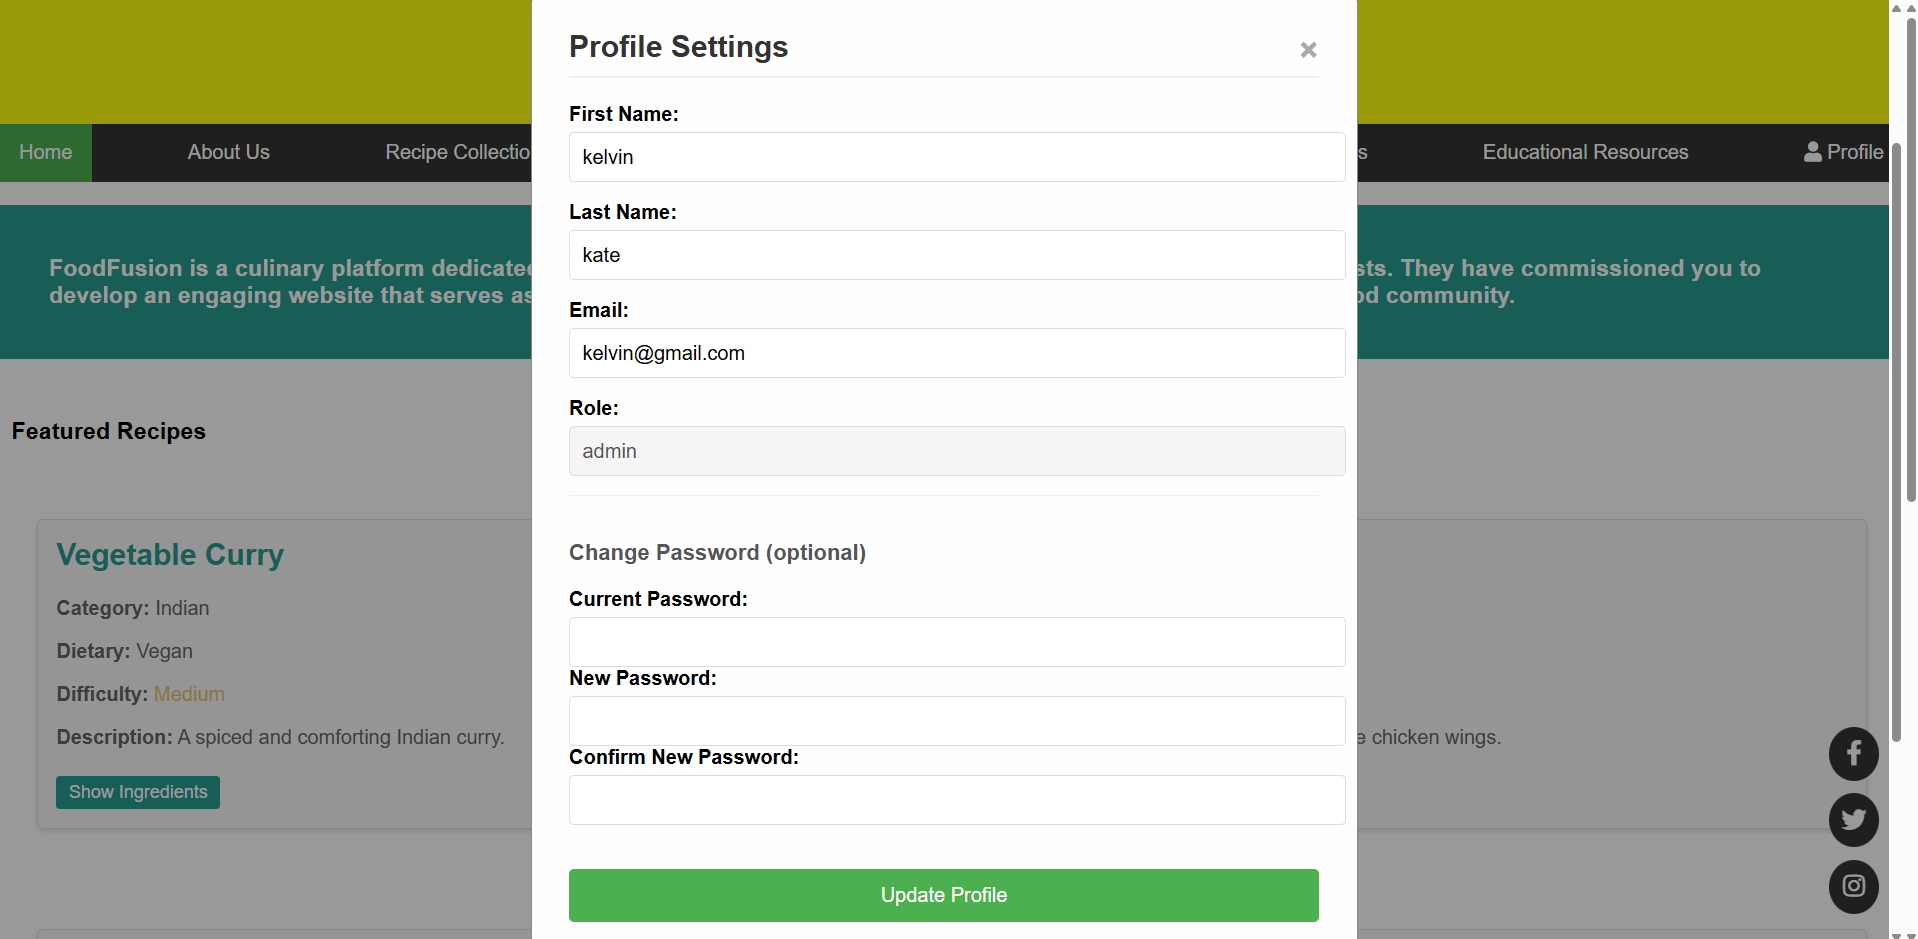 Profile Settings
×
First Name:
kelvin
Home
About Us
Recipe Collectio
s
Educational Resources
Profile
Last Name:
kate
FoodFusion is a culinary platform dedicated
sts. They have commissioned you to
develop an engaging website that serves as
od community.
Email:
kelvin@gmail.com
Role:
admin
Featured Recipes
Change Password (optional)
Vegetable Curry
Category: Indian
Dietary: Vegan
Difficulty: Medium
Description: A spiced and comforting Indian curry.
e chicken wings.
Show Ingredients
Current Password:
New Password:
Confirm New Password:
Update Profile